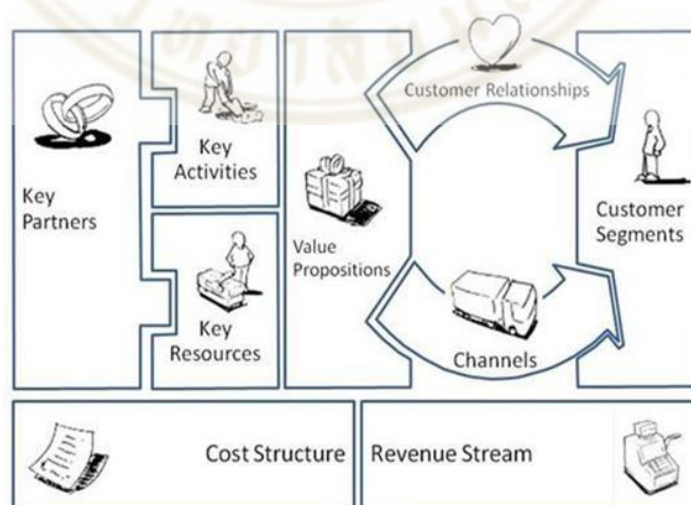 Customer Relationships
Key
Activities
Key
Partners
Customer
Segments
Value
Propositions
Key
Resources
Channels
Cost Structure
Revenue Stream